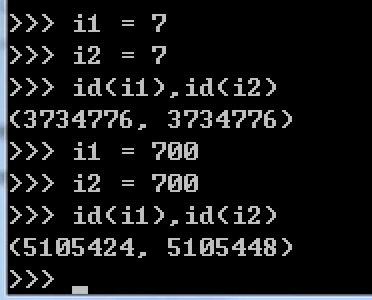 >>> i1 = 7
>>> i2 = 7
>>> id(i1),id(i2)
(3734776, 3734776)
>>> i1 = 700
>>> i2 = 700
>>> id(i1),id(i2)
(5105424, 5105448)
>>> _